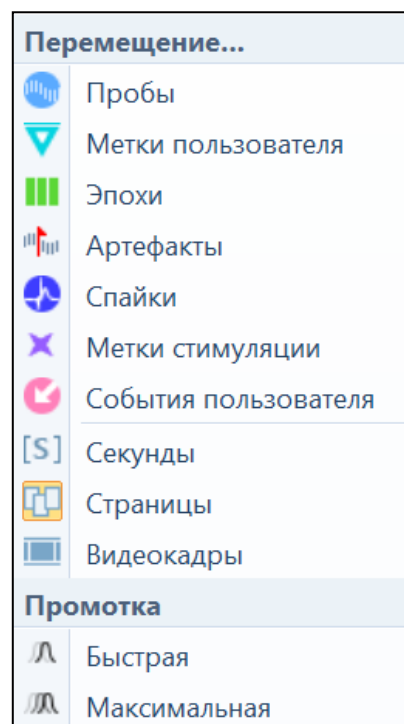 Перемещение...
Пробы
Метки пользователя
Эпохи
Артефакты
Спайки
Метки стимуляции
События пользователя
[S] Секунды
Страницы
Видеокадры
Промотка
Быстрая
Максимальная